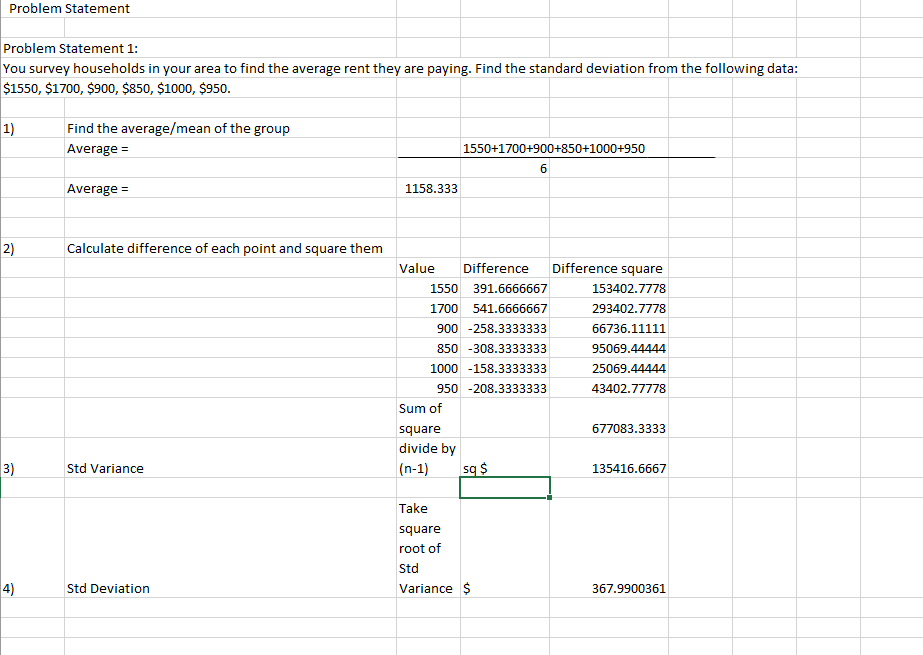 Problem Statement
Problem Statement 1:
You survey households in your area to find the average rent they are paying. Find the standard deviation from the following data:
$1550, $1700, $900, $850, $1000, $950.
1) Find the average/mean of the group
Average = 1550+1700+900+850+1000+950
6
Average = 1158.333
2) Calculate difference of each point and square them
Value Difference Difference square
1550 391.6666667 153402.7778
1700 541.6666667 293402.7778
900 -258.3333333 66736.11111
850 -308.3333333 95069.44444
1000 -158.3333333 25069.44444
950 -208.3333333 43402.77778
Sum of
square 677083.3333
divide by
3) Std Variance (n-1) sq $ 135416.6667
Take
square
root of
Std
4) Std Deviation Variance $ 367.9900361